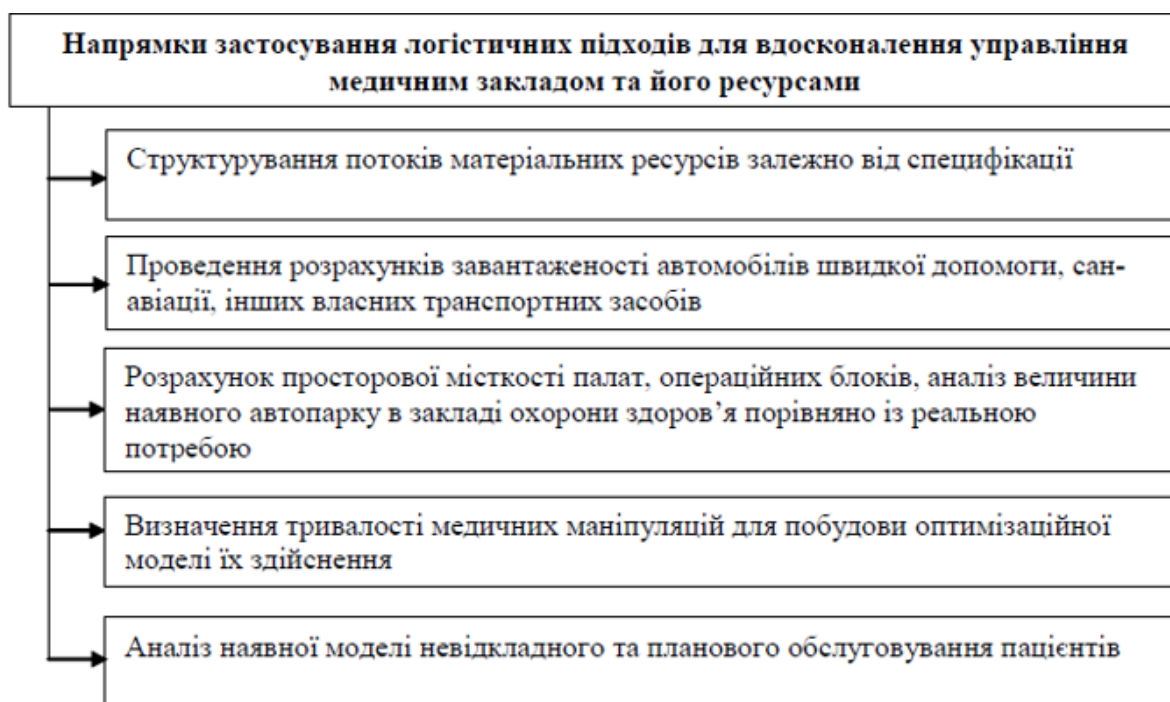 Напрямки застосування логістичних підходів для вдосконалення управління
медичним закладом та його ресурсами
Структурування потоків матеріальних ресурсів залежно від специфікації
Проведення розрахунків завантаженості автомобілів швидкої допомоги, сан-
авіації, інших власних транспортних засобів
Розрахунок просторової місткості палат, операційних блоків, аналіз величини
наявного автопарку в закладі охорони здоров’я порівняно із реальною
потребою
Визначення тривалості медичних маніпуляцій для побудови оптимізаційної
моделі їх здійснення
Аналіз наявної моделі невідкладного та планового обслуговування пацієнтів